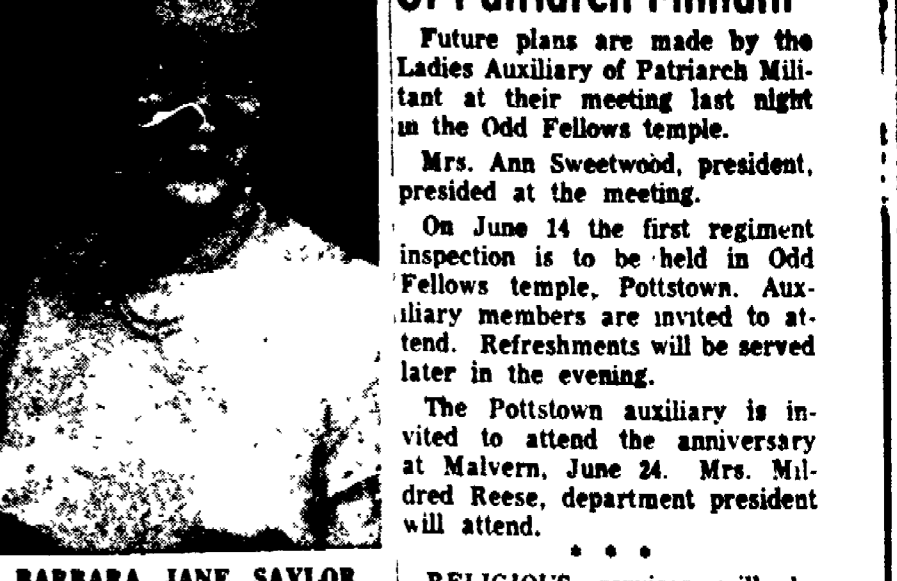 of Patriarch Militant
Future plans are made by the
Ladies Auxiliary of Patriarch Mili-
tant at their meeting last night
in the Odd Fellows temple.
Mrs. Ann Sweetwood, president,
presided at the meeting.
On June 14 the first regiment
inspection is to be held in Odd
Fellows temple, Pottstown. Aux-
iliary members are invited to at-
tend. Refreshments will be served
later in the evening.
The Pottstown auxiliary is in-
vited to attend the anniversary
at Malvern, June 24. Mrs. Mil-
dred Reese, department president
will attend.
* * *
RELIGIOUS
BARBARA JANE SAYLOR